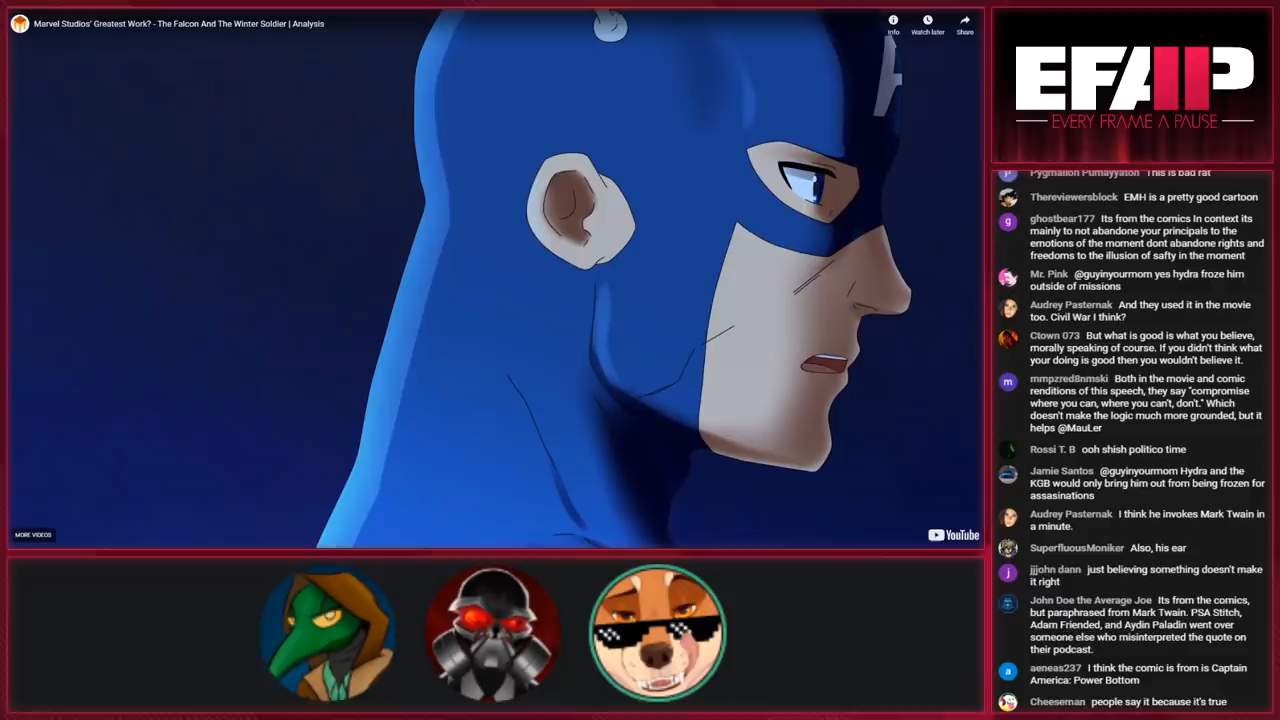 Marvel Studios' Greatest Work? - The Falcon And The Winter Soldier | Analysis
Info
Watch later
Share
MORE VIDEOS
YouTube
EFAP
EVERY FRAME A PAUSE
Pygmalion Pumayyaton This is bad rat
Thereviewersblock EMH is a pretty good cartoon
ghostbear177 Its from the comics In context its
mainly to not abandone your principals to the
emotions of the moment dont abandone rights and
freedoms to the illusion of safty in the moment
Mr. Pink @guyinyourmom yes hydra froze him
outside of missions
Audrey Pasternak And they used it in the movie
too. Civil War I think?
Ctown 073 But what is good is what you believe,
morally speaking of course. If you didn't think what
your doing is good then you wouldn't believe it.
mmpzred8nmski Both in the movie and comic
renditions of this speech, they say "compromise
where you can, where you can't, don't." Which
doesn't make the logic much more grounded, but it
helps @MauLer
Rossi T. B ooh shish politico time
Jamie Santos @guyinyourmom Hydra and the
KGB would only bring him out from being frozen for
assasinations
Audrey Pasternak I think he invokes Mark Twain in
a minute.
SuperfluousMoniker Also, his ear
jjjohn dann just believing something doesn't make
it right
John Doe the Average Joe Its from the comics,
but paraphrased from Mark Twain. PSA Stitch,
Adam Friended, and Aydin Paladin went over
someone else who misinterpreted the quote on
their podcast.
aeneas237 I think the comic is from is Captain
America: Power Bottom
Cheeseman people say it because it's true